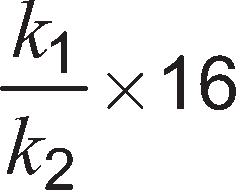 k₁/k₂ × 16